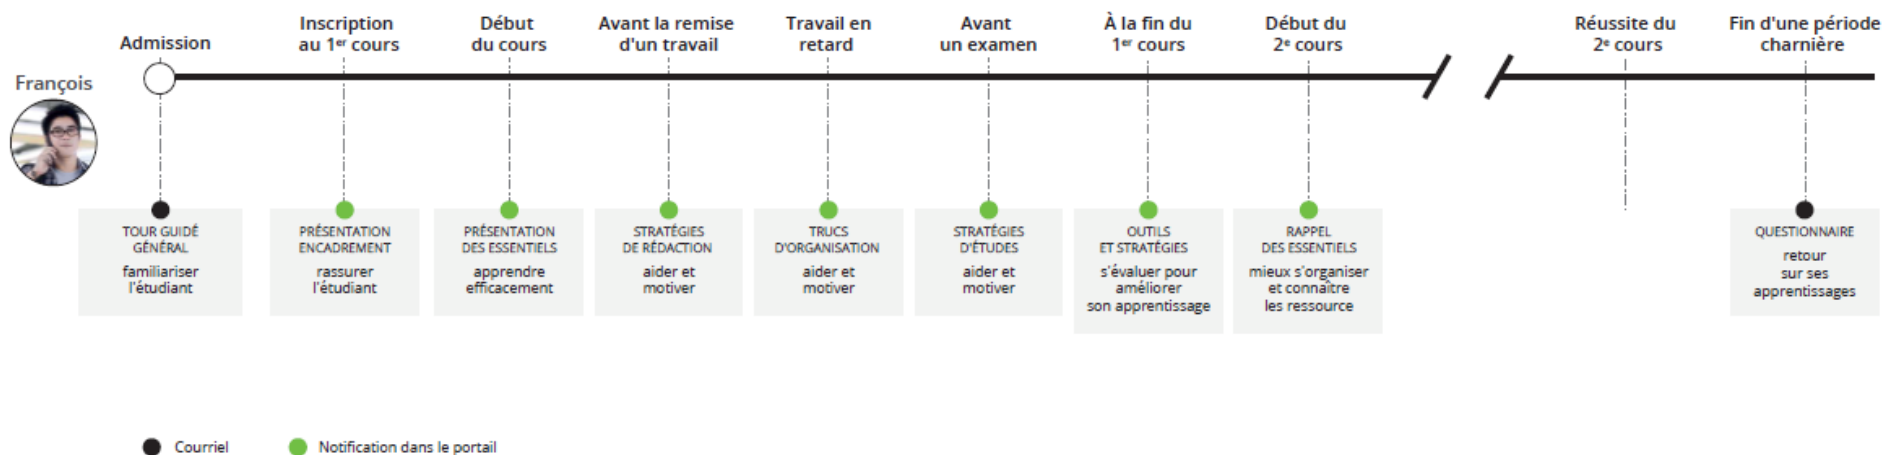 Admission
Inscription
au 1er cours
Début
du cours
Avant la remise
d'un travail
Travail en
retard
Avant
un examen
À la fin du
1er cours
Début du
2e cours
Réussite du
2e cours
Fin d'une période
charnière
François
TOUR GUIDÉ
GÉNÉRAL
familiariser
l'étudiant
PRÉSENTATION
ENCADREMENT
rassurer
l'étudiant
PRÉSENTATION
DES ESSENTIELS
apprendre
efficacement
STRATÉGIES
DE RÉDACTION
aider et
motiver
TRUCS
D'ORGANISATION
aider et
motiver
STRATÉGIES
D'ÉTUDES
aider et
motiver
OUTILS
ET STRATÉGIES
s'évaluer pour
améliorer
son apprentissage
RAPPEL
DES ESSENTIELS
mieux s'organiser
et connaître
les ressource
QUESTIONNAIRE
retour
sur ses
apprentissages
Courriel
Notification dans le portail